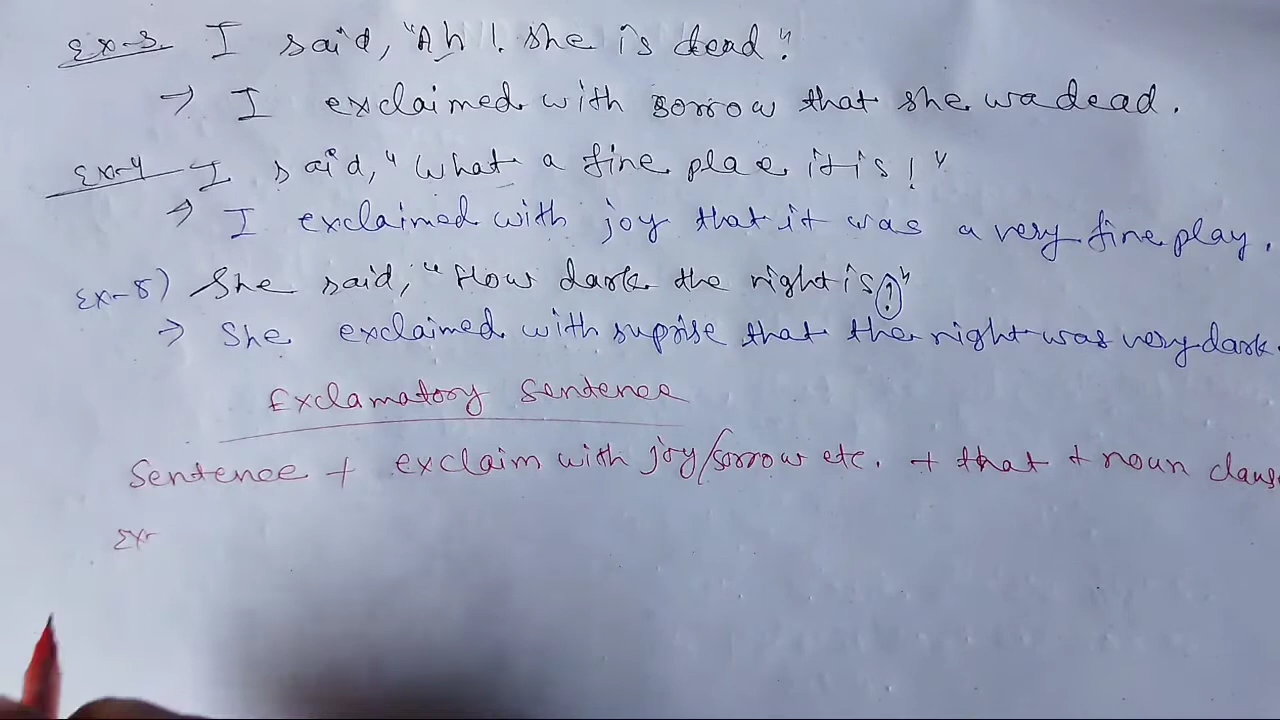 Ex-3. I said, "Ah! she is dead".
→ I exclaimed with sorrow that she wa dead.
Ex-4 I said, "What a fine place it is!"
→ I exclaimed with joy that it was a very fine play.
Ex-5) She said, "How dark the night is!"
→ She exclaimed with suprise that the night was very dark.
Exclamatory Sentence
Sentence + exclaim with joy/sorrow etc. + that + noun claus
Ex-